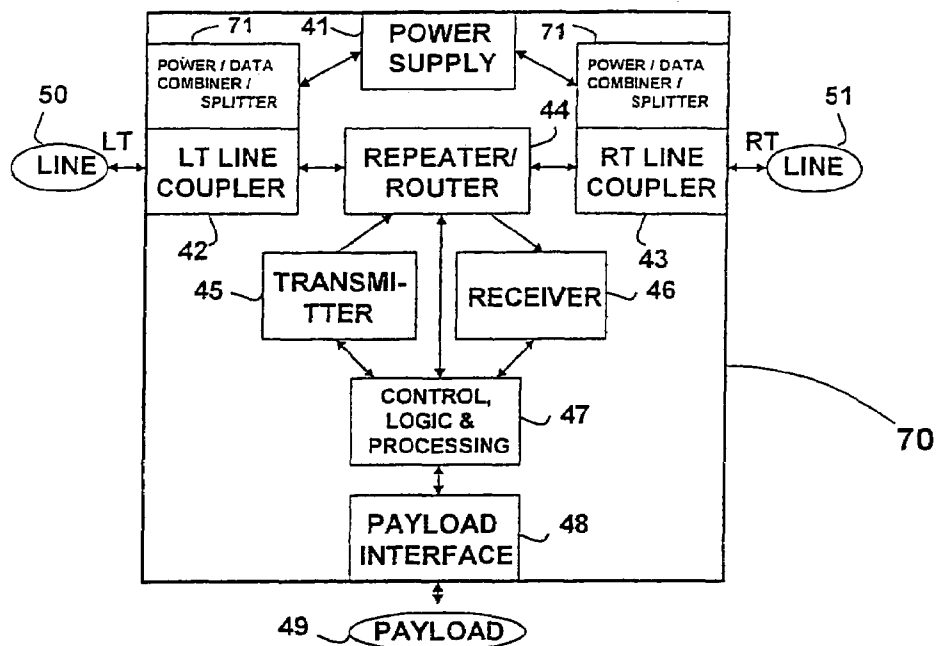 71
41
POWER
SUPPLY
71
POWER / DATA
COMBINER /
SPLITTER
POWER / DATA
COMBINER /
SPLITTER
50
44
51
LINE
LT
LT LINE
COUPLER
REPEATER/
ROUTER
RT LINE
COUPLER
RT
LINE
42
43
45
TRANSMI-
TTER
RECEIVER
46
CONTROL,
LOGIC &
PROCESSING
47
70
PAYLOAD
INTERFACE
48
49
PAYLOAD